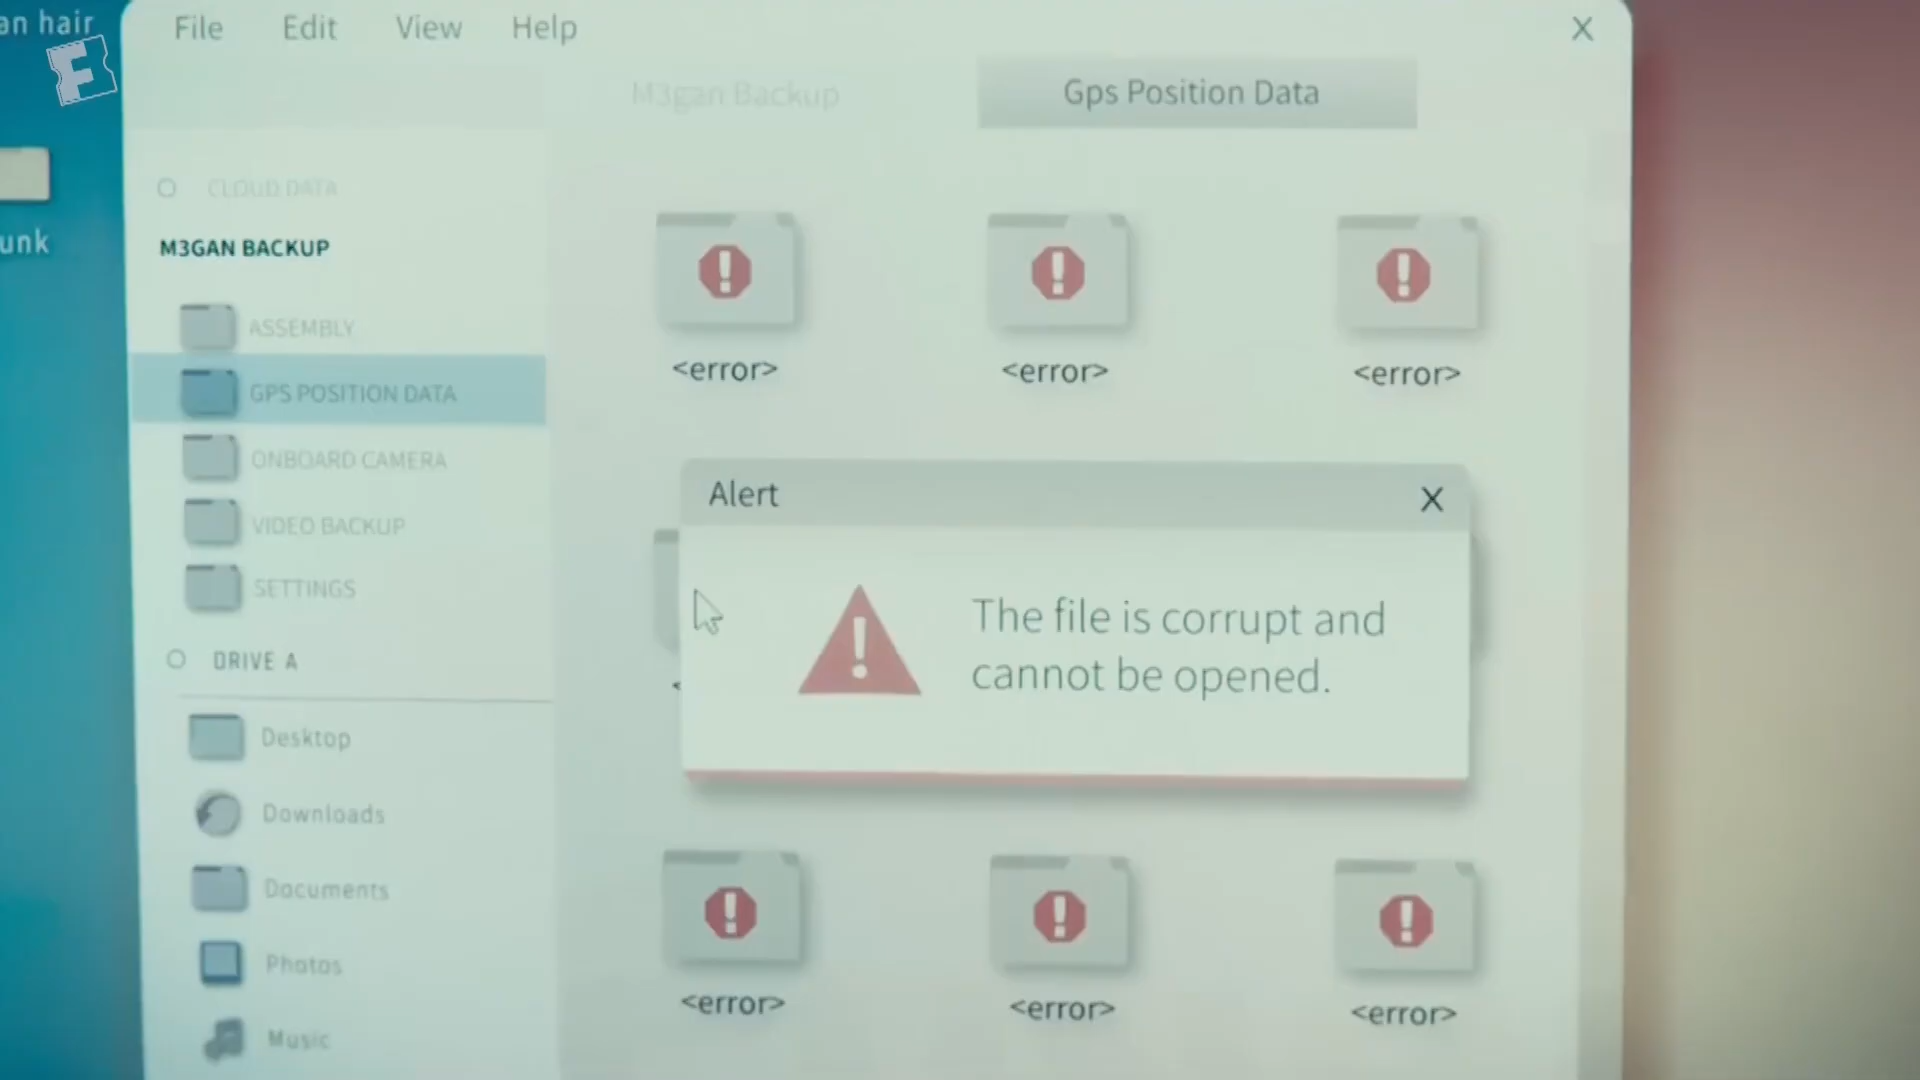 an hair
File Edit View Help X
M3gan Backup
Gps Position Data
unk
CLOUD DATA
M3GAN BACKUP
ASSEMBLY
GPS POSITION DATA
ONBOARD CAMERA
VIDEO BACKUP
SETTINGS
DRIVE A
Desktop
Downloads
Documents
Photos
Music
<error> <error> <error>
Alert X
The file is corrupt and
cannot be opened.
<
<error> <error> <error>
F